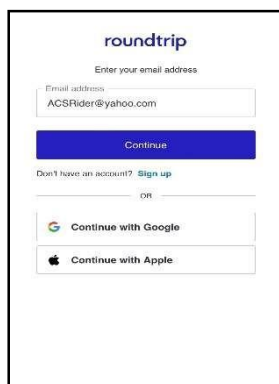 roundtrip
Enter your email address
Email address
ACSRider@yahoo.com
Continue
Don't have an account? Sign up
OR
Continue with Google
Continue with Apple